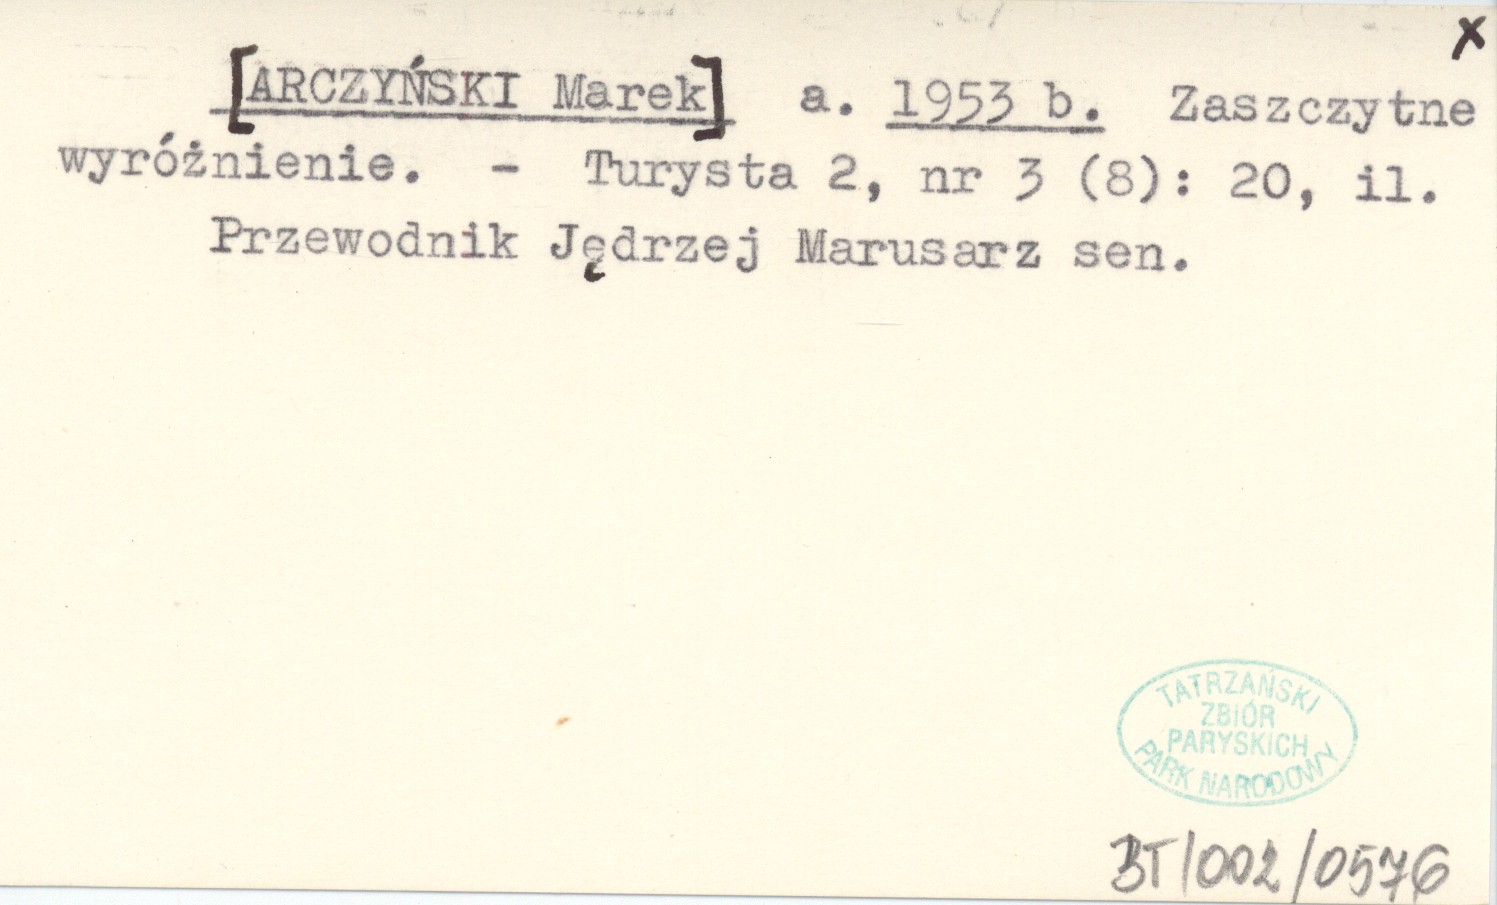 x
[ARCZYŃSKI Marek] a. 1953 b. Zaszczytne
wyróżnienie. - Turysta 2, nr 3 (8): 20, il.
Przewodnik Jędrzej Marusarz sen.
TATRZAŃSKI
ZBIÓR
PARYSKICH
PARK NARODOWY
BT/002/0576